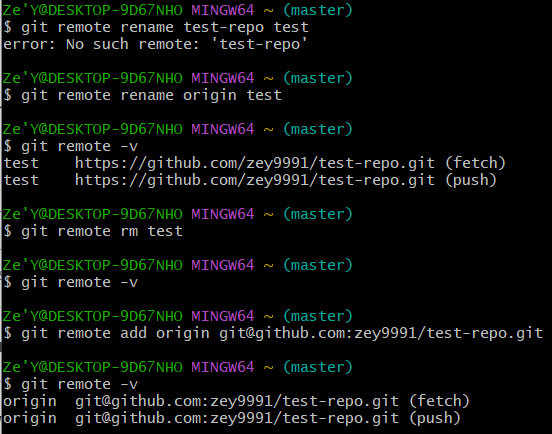 Ze'Y@DESKTOP-9D67NHO MINGW64 ~ (master)
$ git remote rename test-repo test
error: No such remote: 'test-repo'
Ze'Y@DESKTOP-9D67NHO MINGW64 ~ (master)
$ git remote rename origin test
Ze'Y@DESKTOP-9D67NHO MINGW64 ~ (master)
$ git remote -v
test    https://github.com/zey9991/test-repo.git (fetch)
test    https://github.com/zey9991/test-repo.git (push)
Ze'Y@DESKTOP-9D67NHO MINGW64 ~ (master)
$ git remote rm test
Ze'Y@DESKTOP-9D67NHO MINGW64 ~ (master)
$ git remote -v
Ze'Y@DESKTOP-9D67NHO MINGW64 ~ (master)
$ git remote add origin git@github.com:zey9991/test-repo.git
Ze'Y@DESKTOP-9D67NHO MINGW64 ~ (master)
$ git remote -v
origin  git@github.com:zey9991/test-repo.git (fetch)
origin  git@github.com:zey9991/test-repo.git (push)